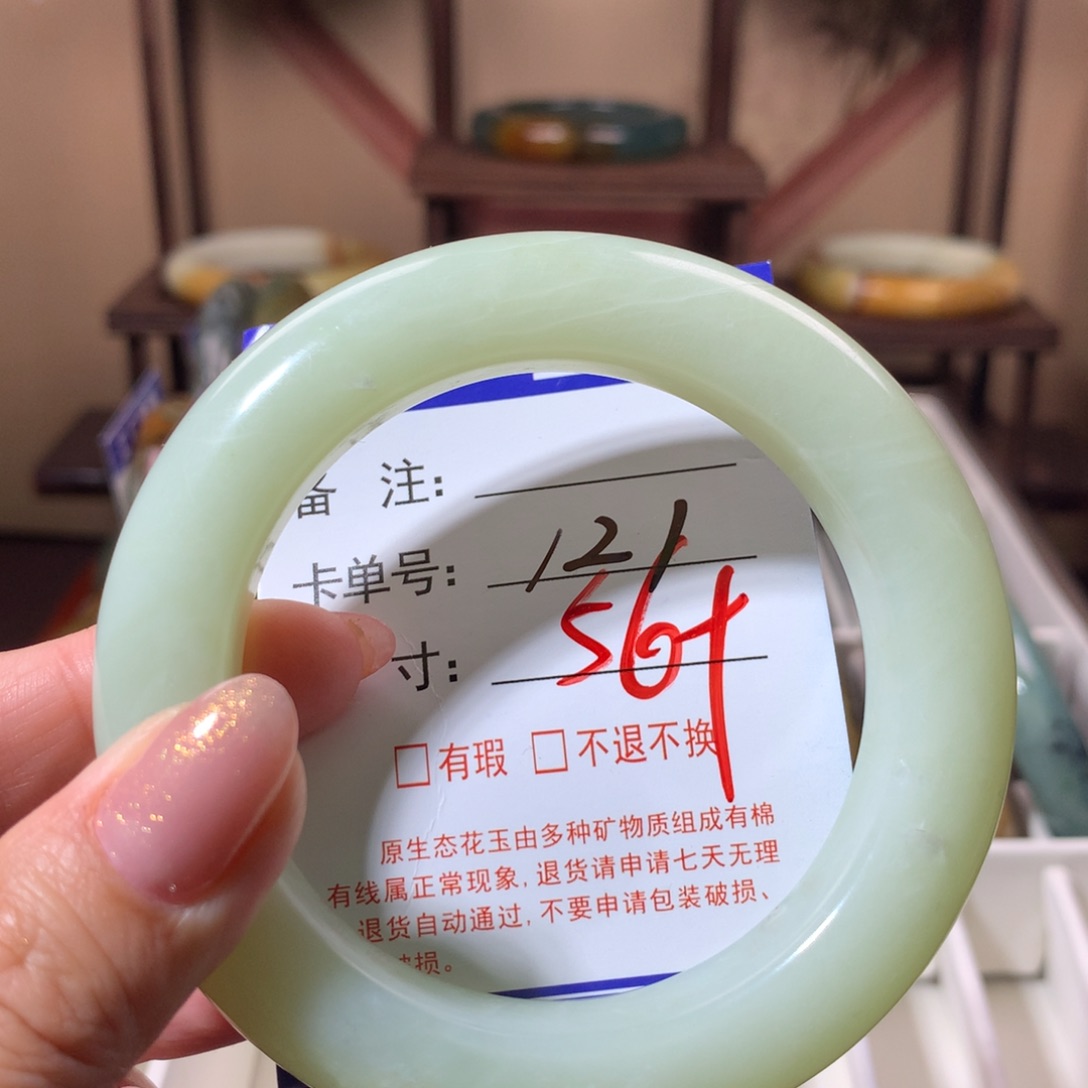 备 注:
卡单号: 121
寸: 56+
□有瑕 □不退不换
原生态花玉由多种矿物质组成有棉
有线属正常现象,退货请申请七天无理
退货自动通过,不要申请包装破损、
损。